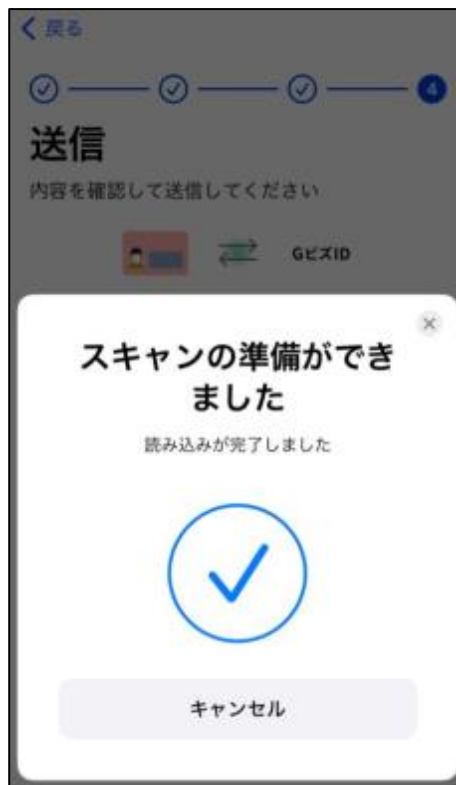 戻る
4
送信
内容を確認して送信してください
GビズID
スキャンの準備ができ
ました
読み込みが完了しました
キャンセル